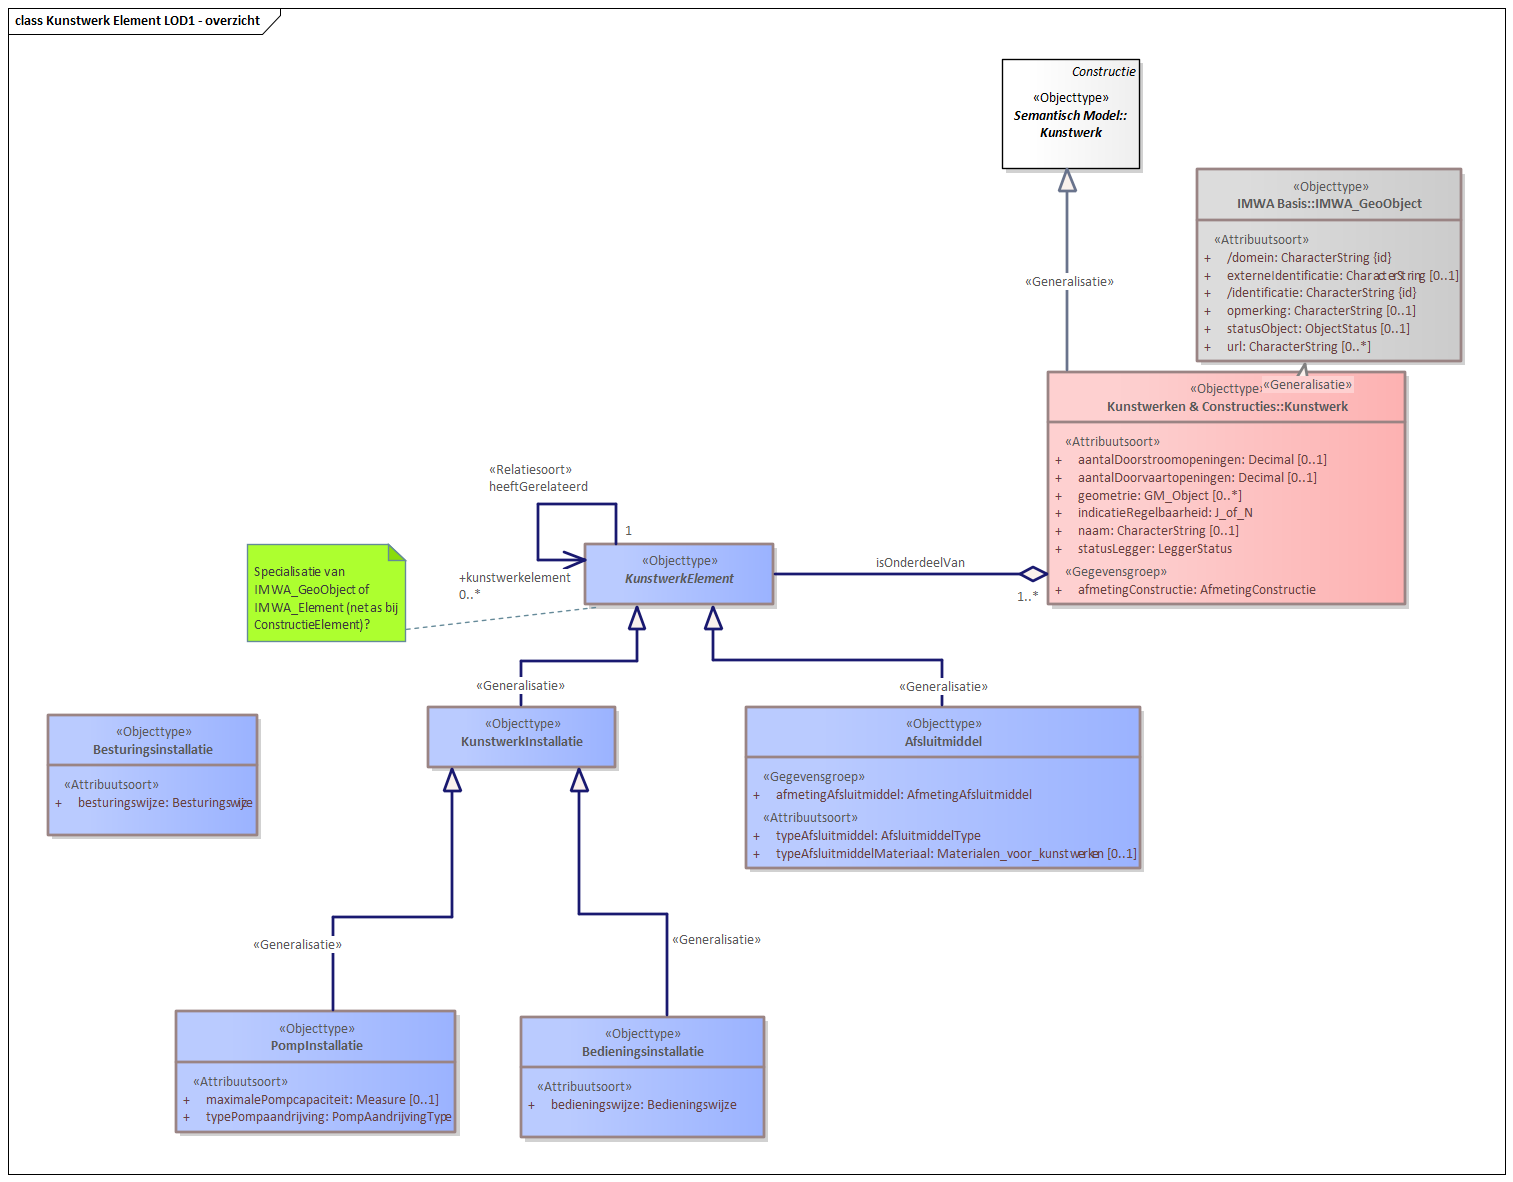 class Kunstwerk Element LOD1 - overzicht
Constructie
«Objecttype»
Semantisch Model::
Kunstwerk
«Objecttype»
IMWA Basis::IMWA_GeoObject
«Attribuutsoort»
+ /domein: CharacterString {id}
+ externeIdentificatie: CharacterString [0..1]
+ /identificatie: CharacterString {id}
+ opmerking: CharacterString [0..1]
+ statusObject: ObjectStatus [0..1]
+ url: CharacterString [0..*]
«Generalisatie»
«Generalisatie»
«Objecttype»
Kunstwerken & Constructies::Kunstwerk
«Attribuutsoort»
+ aantalDoorstroomopeningen: Decimal [0..1]
+ aantalDoorvaartopeningen: Decimal [0..1]
+ geometrie: GM_Object [0..*]
+ indicatieRegelbaarheid: J_of_N
+ naam: CharacterString [0..1]
+ statusLegger: LeggerStatus
«Gegevensgroep»
+ afmetingConstructie: AfmetingConstructie
«Relatiesoort»
heeftGerelateerd
1
+kunstwerkelement
0..*
«Objecttype»
KunstwerkElement
isOnderdeelVan
1..*
Specialisatie van
IMWA_GeoObject of
IMWA_Element (net as bij
ConstructieElement)?
«Generalisatie»
«Generalisatie»
«Objecttype»
Besturingsinstallatie
«Attribuutsoort»
+ besturingswijze: Besturingswijze
«Objecttype»
KunstwerkInstallatie
«Objecttype»
Afsluitmiddel
«Gegevensgroep»
+ afmetingAfsluitmiddel: AfmetingAfsluitmiddel
«Attribuutsoort»
+ typeAfsluitmiddel: AfsluitmiddelType
+ typeAfsluitmiddelMateriaal: Materialen_voor_kunstwerken [0..1]
«Generalisatie»
«Generalisatie»
«Objecttype»
PompInstallatie
«Attribuutsoort»
+ maximalePompcapaciteit: Measure [0..1]
+ typePompaandrijving: PompAandrijvingType
«Objecttype»
Bedieningsinstallatie
«Attribuutsoort»
+ bedieningswijze: Bedieningswijze